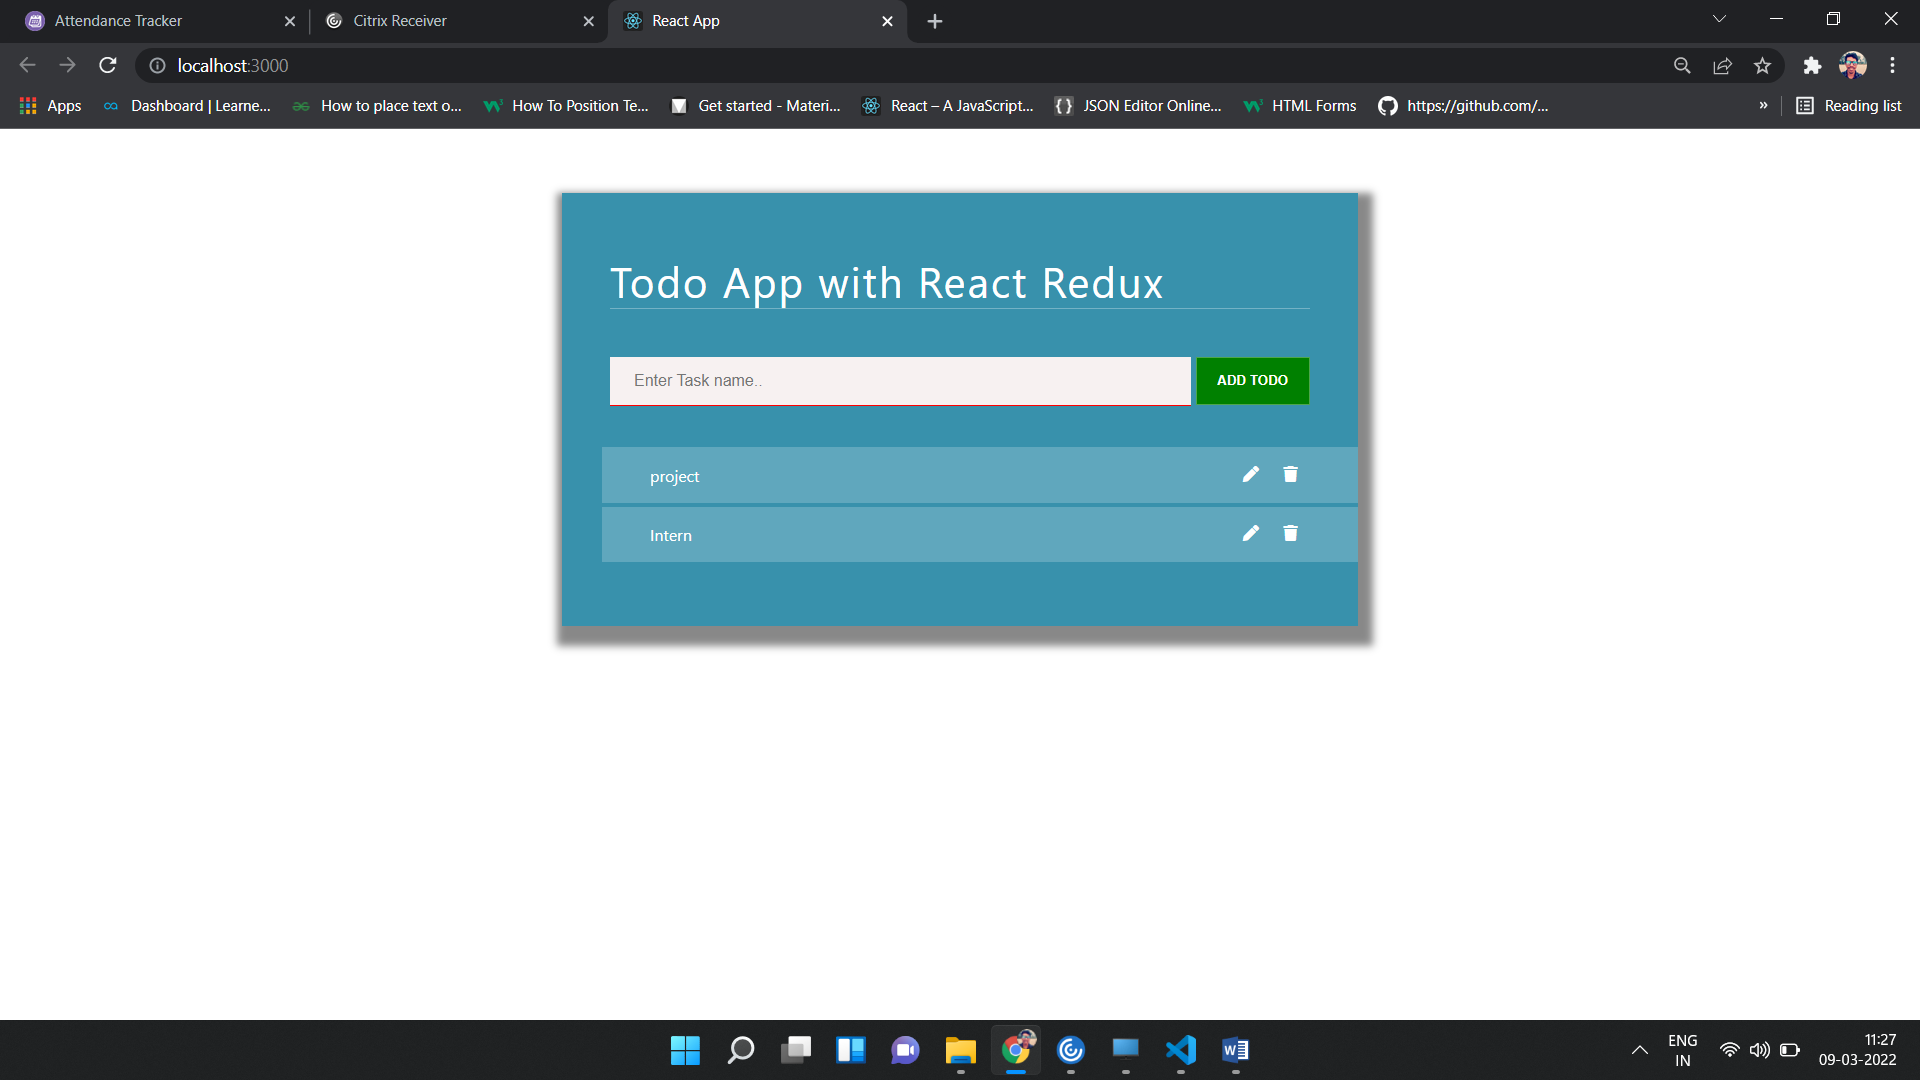 Attendance Tracker
Citrix Receiver
React App
localhost:3000
Apps
Dashboard | Learne...
How to place text o...
How To Position Te...
Get started - Materi...
React – A JavaScript...
JSON Editor Online...
HTML Forms
https://github.com/...
»
Reading list
Todo App with React Redux
Enter Task name..
ADD TODO
project
Intern
ENG
IN
11:27
09-03-2022